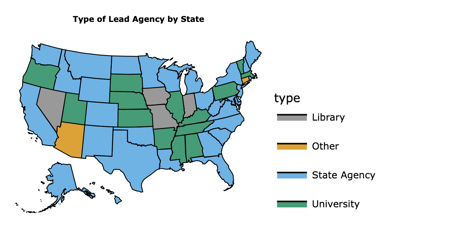 Type of Lead Agency by State
type
Library
Other
State Agency
University